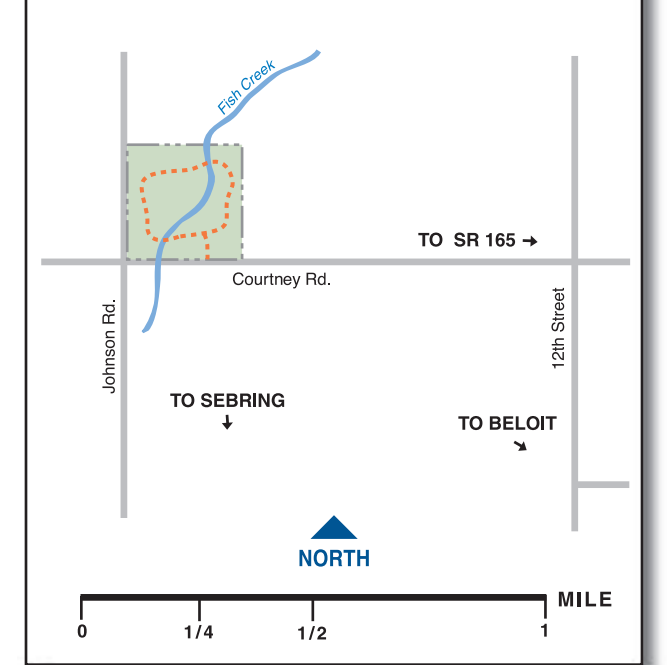 Fish Creek
TO SR 165
Courtney Rd.
Johnson Rd.
12th Street
TO SEBRING
TO BELOIT
NORTH
MILE
0 1/4 1/2 1